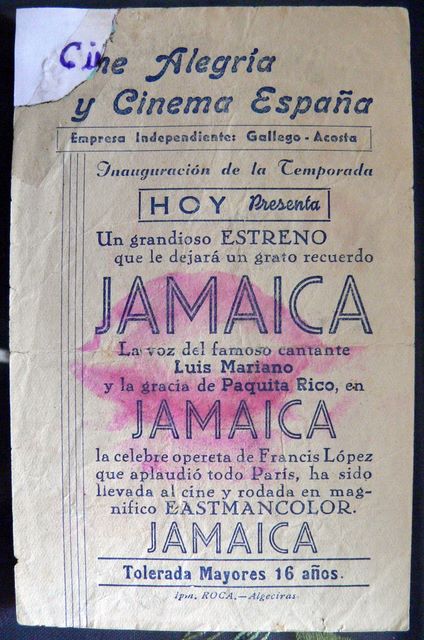 Cine Alegría
y Cinema España
Empresa Independiente: Gallego - Acosta
Inauguración de la Temporada
HOY Presenta
Un grandioso ESTRENO
que le dejará un grato recuerdo
JAMAICA
La voz del famoso cantante
Luis Mariano
y la gracia de Paquita Rico, en
JAMAICA
la celebre opereta de Francis López
que aplaudió todo París, ha sido
llevada al cine y rodada en mag-
nifico EASTMANCOLOR.
JAMAICA
Tolerada Mayores 16 años.
Ipm. ROCA.—Algeciras